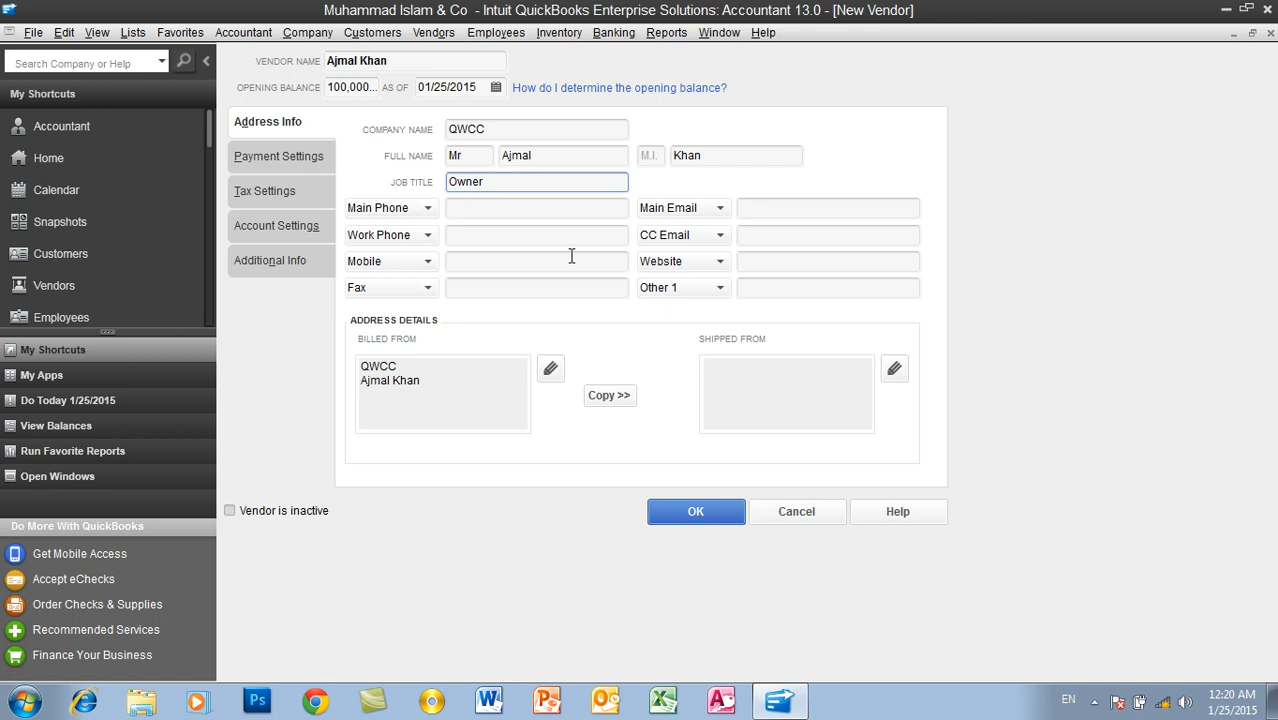 Muhammad Islam & Co - Intuit QuickBooks Enterprise Solutions: Accountant 13.0 - [New Vendor]
File Edit View Lists Favorites Accountant Company Customers Vendors Employees Inventory Banking Reports Window Help
Search Company or Help
My Shortcuts
Accountant
Home
Calendar
Snapshots
Customers
Vendors
Employees
My Shortcuts
My Apps
Do Today 1/25/2015
View Balances
Run Favorite Reports
Open Windows
Do More With QuickBooks
Get Mobile Access
Accept eChecks
Order Checks & Supplies
Recommended Services
Finance Your Business
VENDOR NAME Ajmal Khan
OPENING BALANCE 100,000... AS OF 01/25/2015 How do I determine the opening balance?
Address Info
Payment Settings
Tax Settings
Account Settings
Additional Info
COMPANY NAME QWCC
FULL NAME Mr Ajmal M.I. Khan
JOB TITLE Owner
Main Phone Main Email
Work Phone CC Email
Mobile Website
Fax Other 1
ADDRESS DETAILS
BILLED FROM SHIPPED FROM
QWCC
Ajmal Khan
Copy >>
Vendor is inactive
OK Cancel Help
Ps W P O X A
EN
12:20 AM
1/25/2015